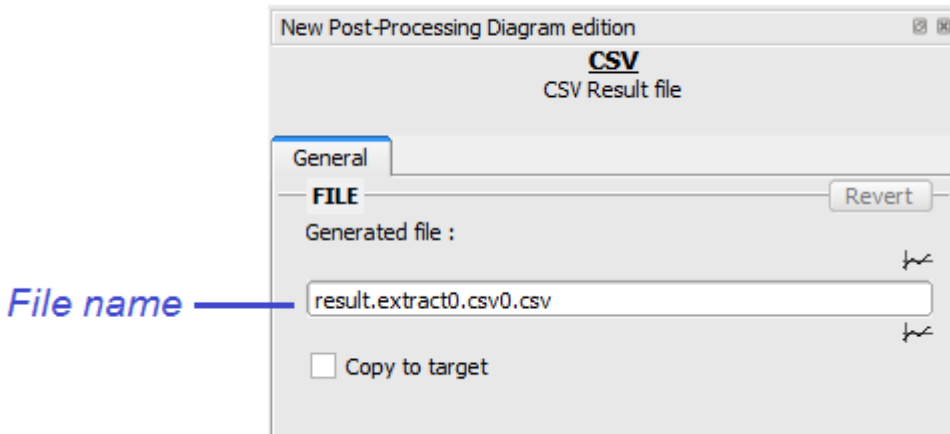 New Post-Processing Diagram edition
CSV
CSV Result file
General
FILE
Revert
Generated file :
File name
result.extract0.csv0.csv
Copy to target